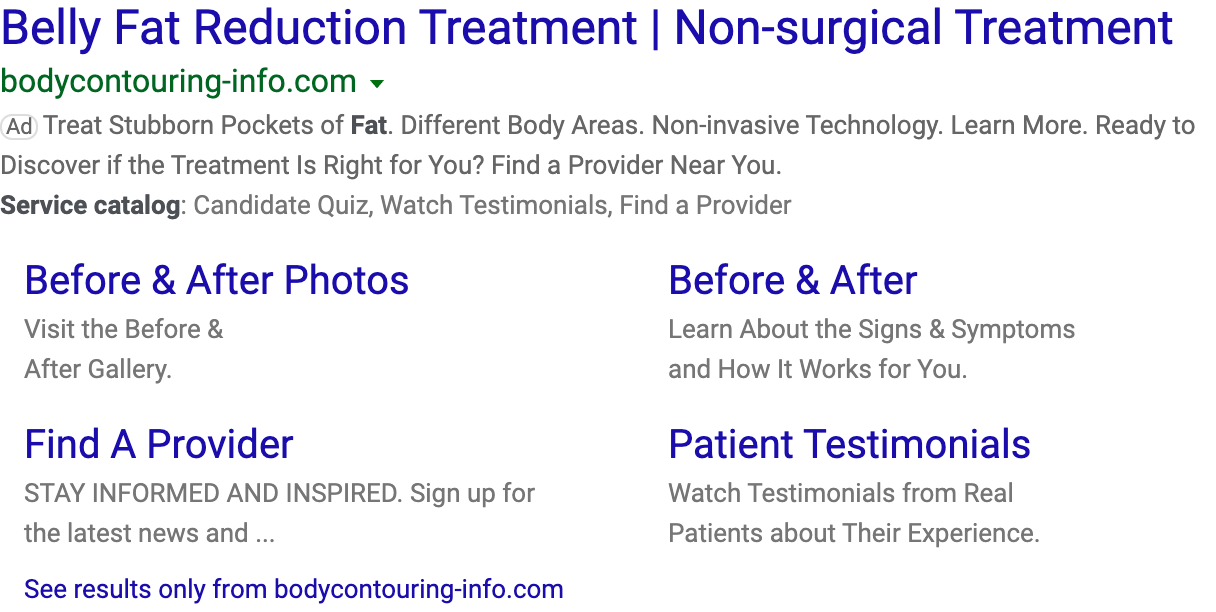 Belly Fat Reduction Treatment | Non-surgical Treatment
bodycontouring-info.com
Ad Treat Stubborn Pockets of Fat. Different Body Areas. Non-invasive Technology. Learn More. Ready to
Discover if the Treatment Is Right for You? Find a Provider Near You.
Service catalog: Candidate Quiz, Watch Testimonials, Find a Provider
Before & After Photos
Visit the Before &
After Gallery.
Before & After
Learn About the Signs & Symptoms
and How It Works for You.
Find A Provider
STAY INFORMED AND INSPIRED. Sign up for
the latest news and ...
Patient Testimonials
Watch Testimonials from Real
Patients about Their Experience.
See results only from bodycontouring-info.com